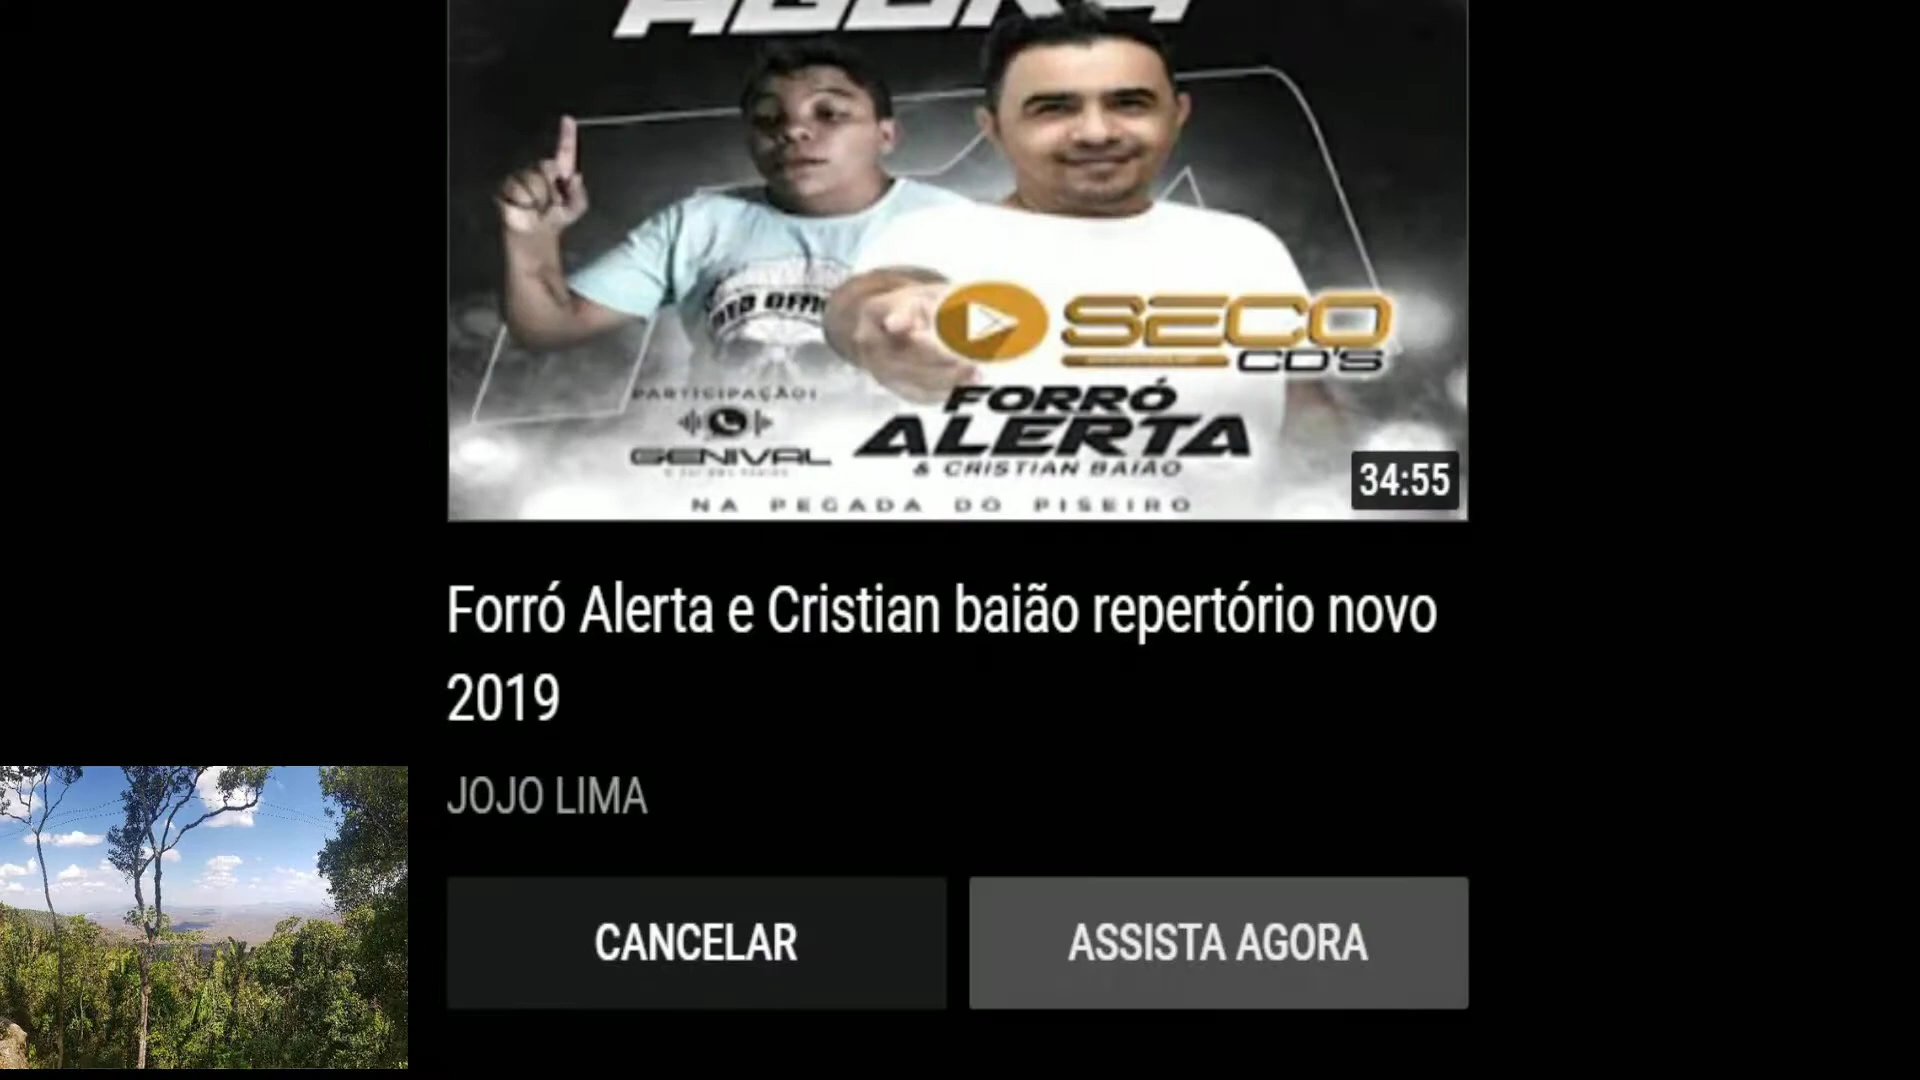 AGORA
SECO
CD'S
PARTICIPAÇÃO:
GENIVAL
FORRÓ
ALERTA
& CRISTIAN BAIÃO
NA PEGADA DO PISEIRO
34:55
Forró Alerta e Cristian baião repertório novo
2019
JOJO LIMA
CANCELAR
ASSISTA AGORA